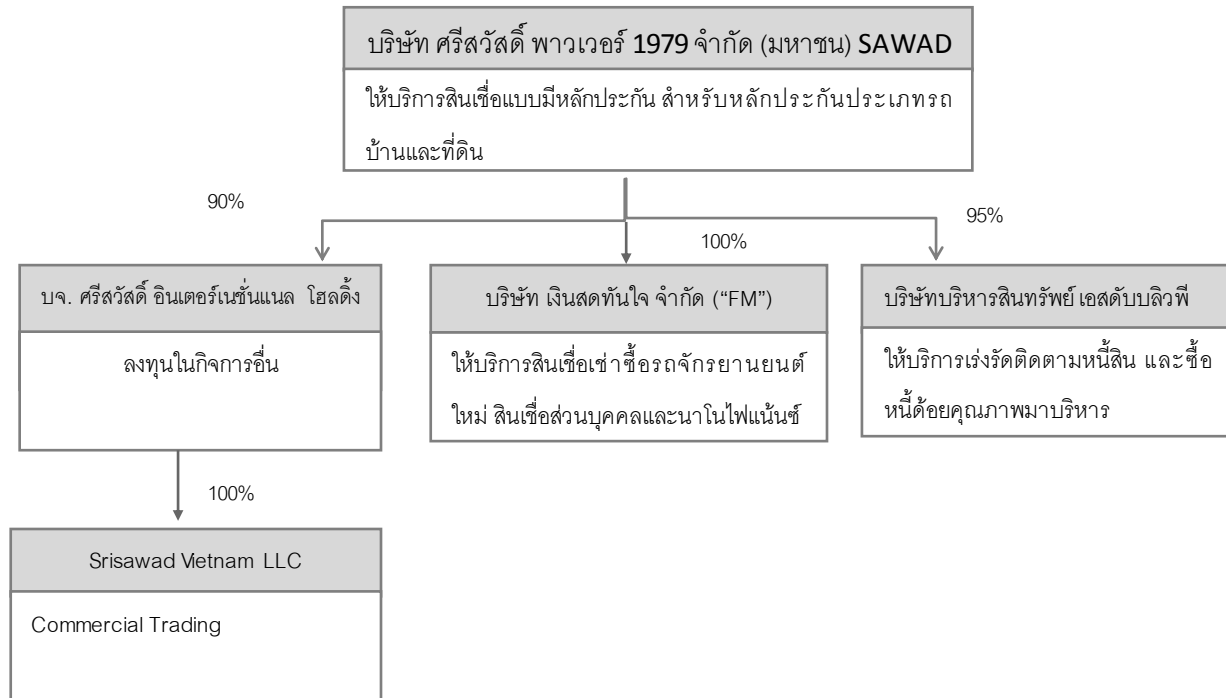 บริษัท ศรีสวัสดิ์ พาวเวอร์ 1979 จำกัด (มหาชน) SAWAD
ให้บริการสินเชื่อแบบมีหลักประกัน สำหรับหลักประกันประเภทรถ
บ้านและที่ดิน
90%
100%
95%
บจ. ศรีสวัสดิ์ อินเตอร์เนชั่นแนล โฮลดิ้ง
ลงทุนในกิจการอื่น
บริษัท เงินสดทันใจ จำกัด (“FM”)
ให้บริการสินเชื่อเช่าซื้อรถจักรยานยนต์
ใหม่ สินเชื่อส่วนบุคคลและนาโนไฟแน้นซ์
บริษัทบริหารสินทรัพย์ เอสดับบลิวพี
ให้บริการเร่งรัดติดตามหนี้สิน และซื้อ
หนี้ด้อยคุณภาพมาบริหาร
100%
Srisawad Vietnam LLC
Commercial Trading